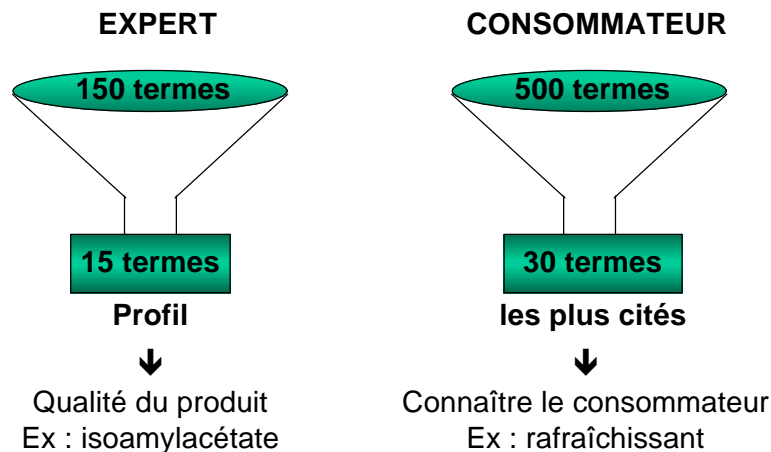 EXPERT
150 termes
15 termes
Profil
Qualité du produit
Ex : isoamylacétate
CONSOMMATEUR
500 termes
30 termes
les plus cités
Connaître le consommateur
Ex : rafraîchissant